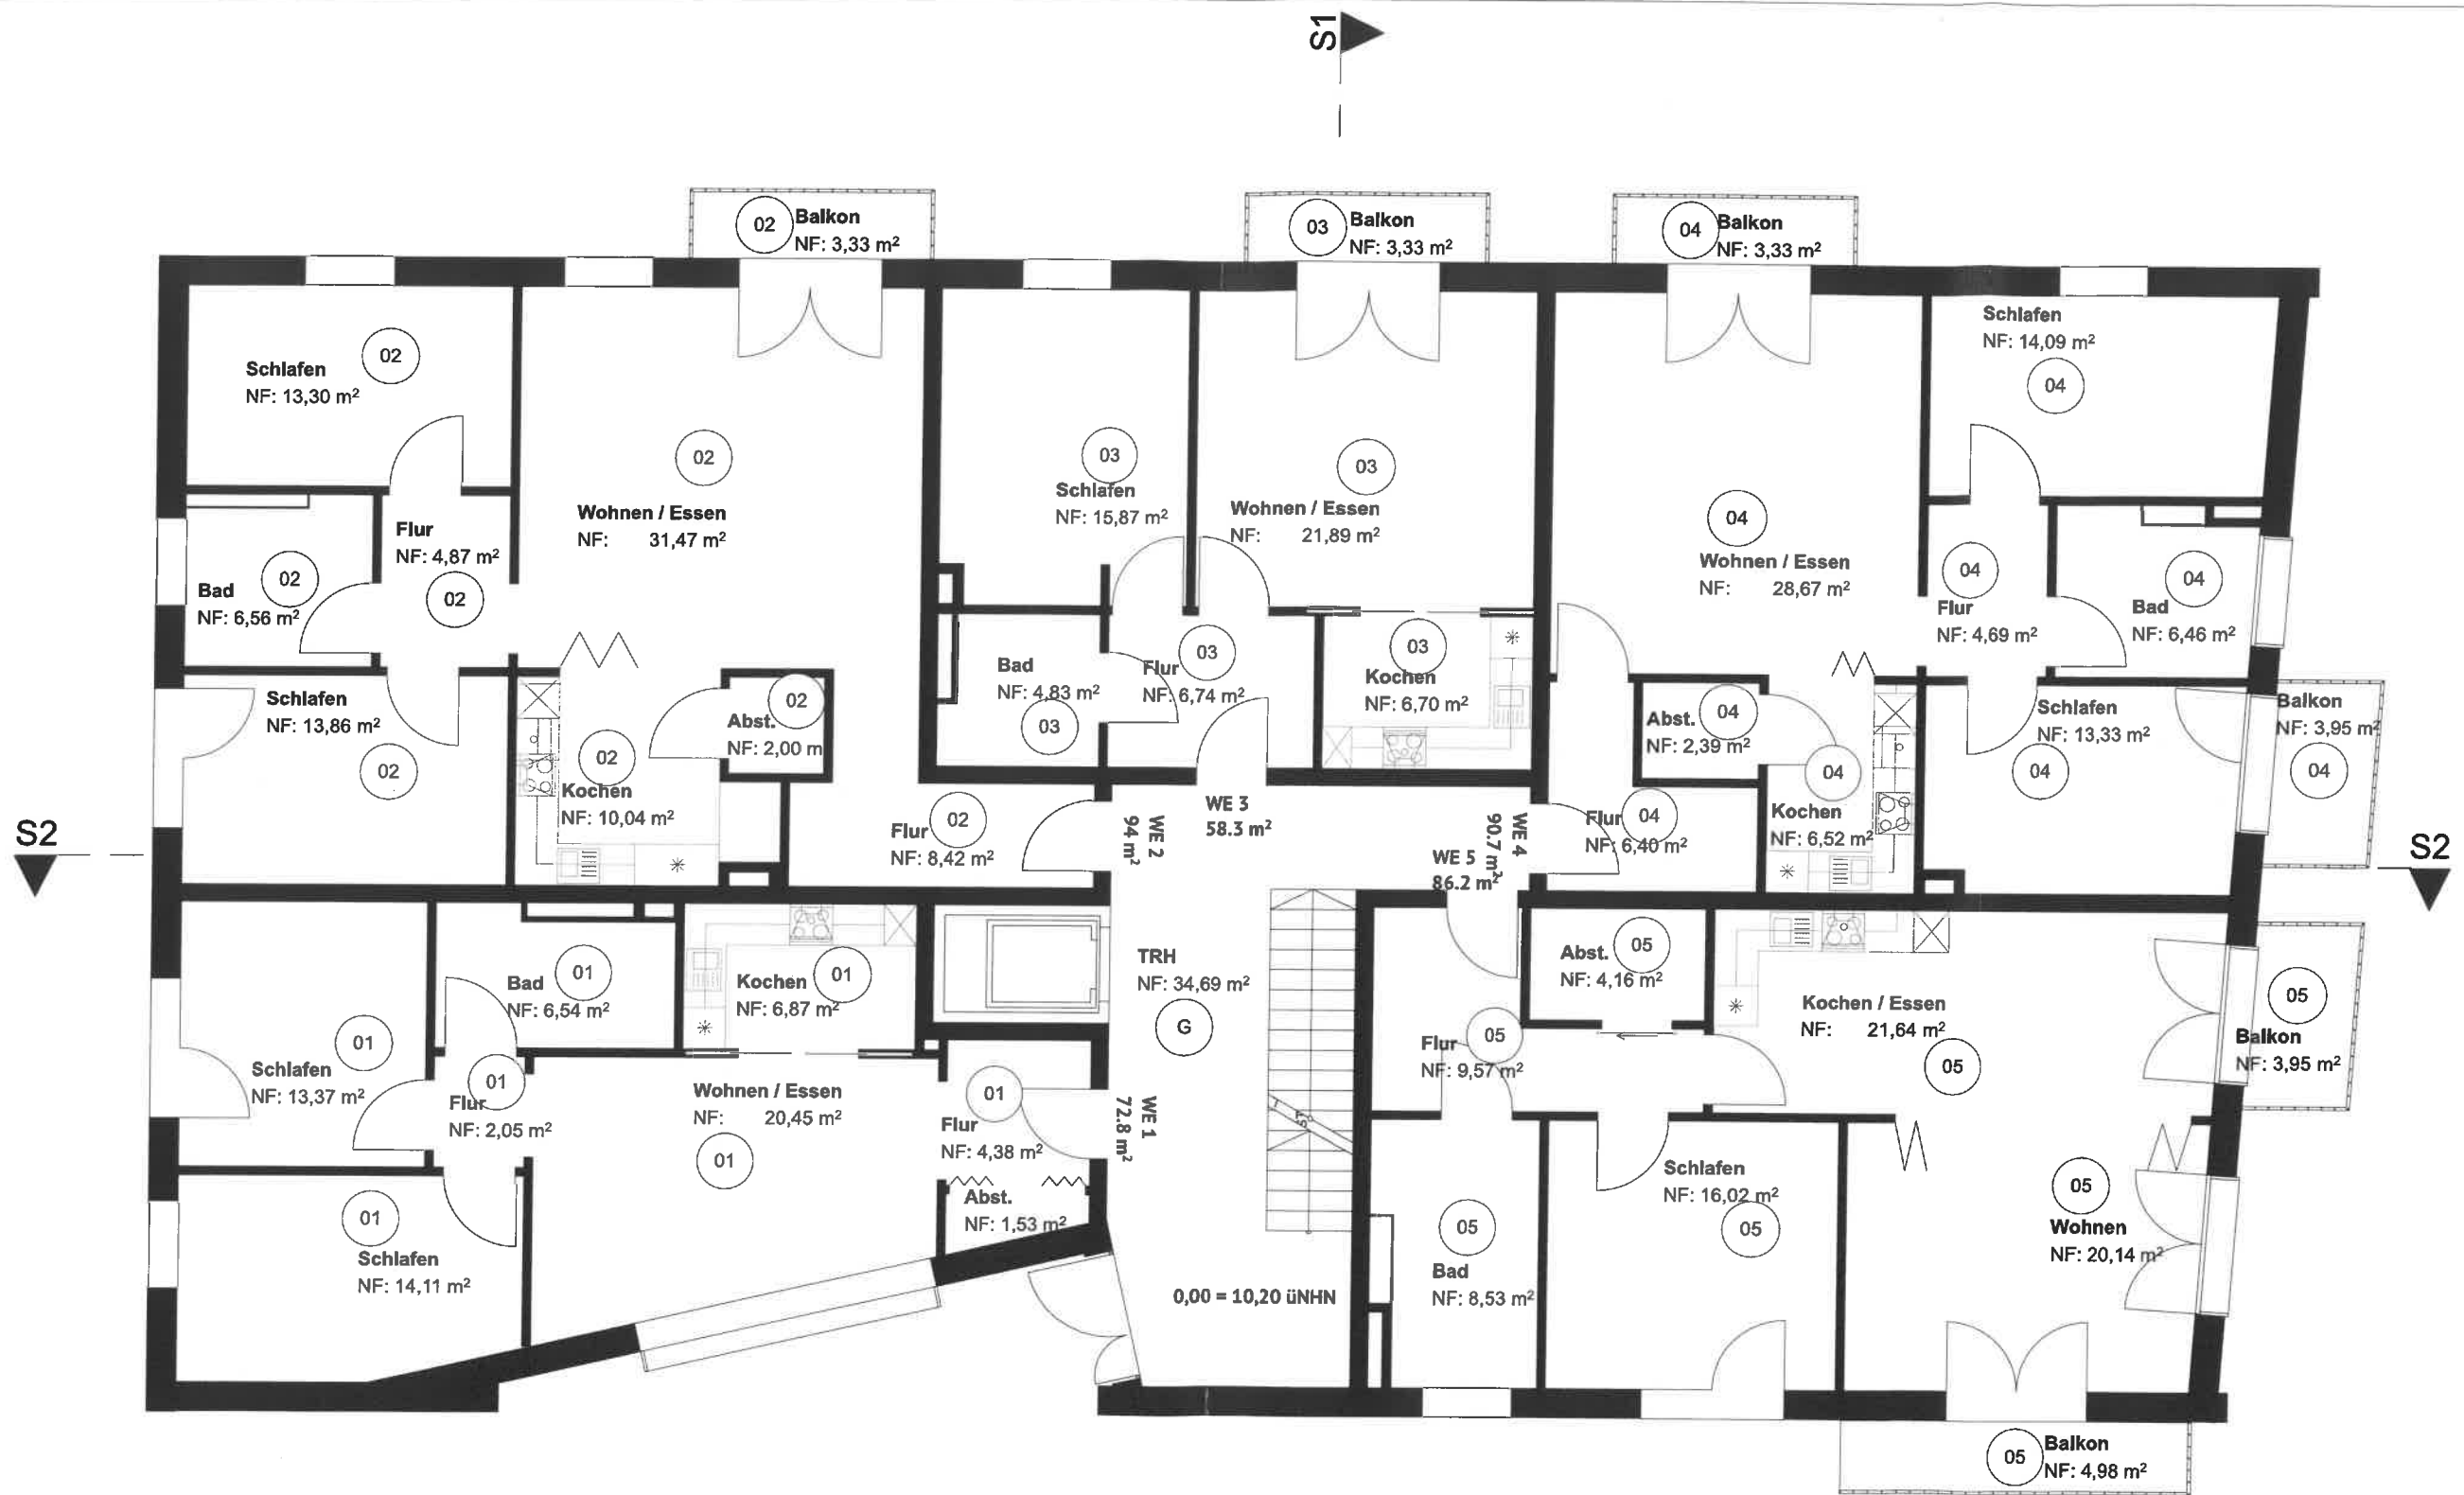 S1
02
Balkon
NF: 3,33 m²
03
Balkon
NF: 3,33 m²
04
Balkon
NF: 3,33 m²
Schlafen
NF: 13,30 m²
02
02
Wohnen / Essen
NF: 31,47 m²
03
Schlafen
NF: 15,87 m²
03
Wohnen / Essen
NF: 21,89 m²
04
Wohnen / Essen
NF: 28,67 m²
Schlafen
NF: 14,09 m²
04
Flur
NF: 4,87 m²
02
Bad
NF: 6,56 m²
02
04
Flur
NF: 4,69 m²
04
Bad
NF: 6,46 m²
Schlafen
NF: 13,86 m²
02
02
Kochen
NF: 10,04 m²
02
Abst.
NF: 2,00 m
Bad
NF: 4,83 m²
03
Flur
03
NF: 6,74 m²
03
Kochen
NF: 6,70 m²
Abst.
04
NF: 2,39 m²
04
Kochen
NF: 6,52 m²
Schlafen
NF: 13,33 m²
04
Balkon
NF: 3,95 m²
04
S2
Flur
02
NF: 8,42 m²
WE 2
94 m²
WE 3
58.3 m²
WE 5
86.2 m²
WE 4
90.7 m²
Flur
04
NF: 6,40 m²
S2
01
Schlafen
NF: 13,37 m²
Bad
01
NF: 6,54 m²
Kochen
01
NF: 6,87 m²
TRH
NF: 34,69 m²
G
Abst.
05
NF: 4,16 m²
Kochen / Essen
NF: 21,64 m²
05
05
Balkon
NF: 3,95 m²
01
Flur
NF: 2,05 m²
Wohnen / Essen
NF: 20,45 m²
01
01
Flur
NF: 4,38 m²
WE 1
72.8 m²
Flur
05
NF: 9,57 m²
Abst.
NF: 1,53 m²
01
Schlafen
NF: 14,11 m²
0,00 = 10,20 üNHN
05
Bad
NF: 8,53 m²
Schlafen
NF: 16,02 m²
05
05
Wohnen
NF: 20,14 m²
05
Balkon
NF: 4,98 m²